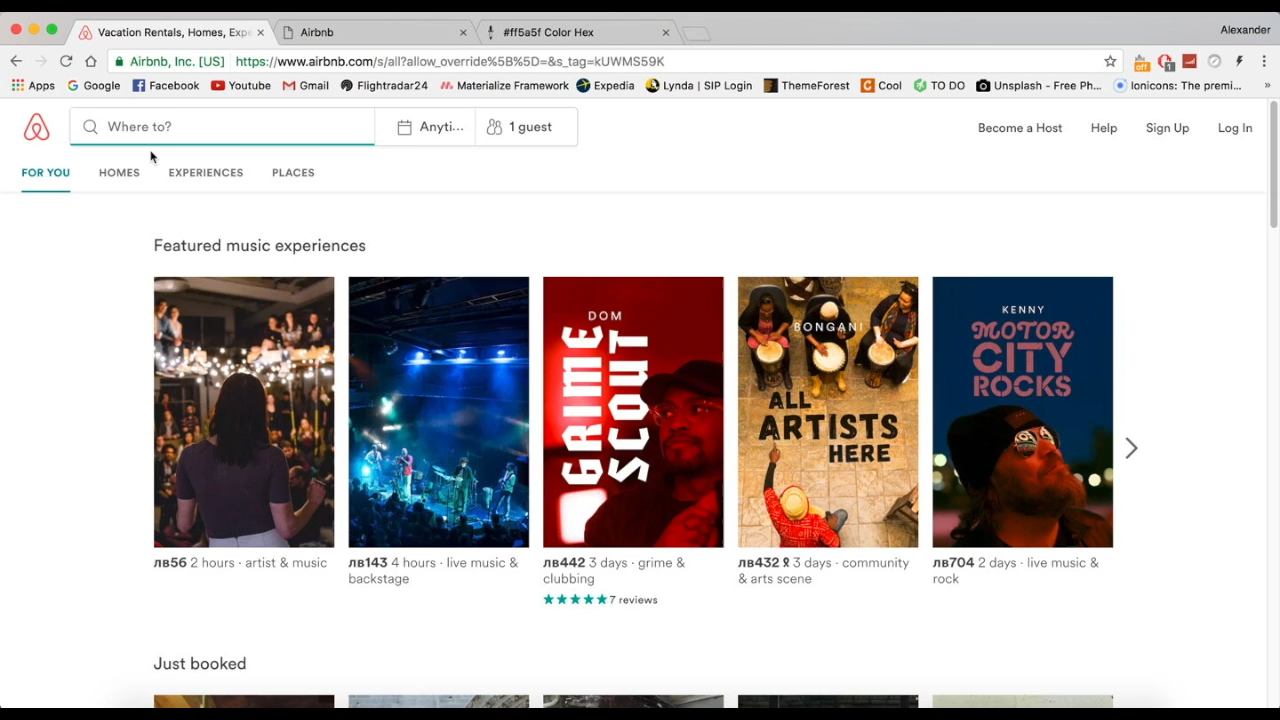 Vacation Rentals, Homes, Expe
Airbnb
#ff5a5f Color Hex
Alexander
Airbnb, Inc. [US] https://www.airbnb.com/s/all?allow_override%5B%5D=&s_tag=kUWMS59K
off
1
Apps Google Facebook YouTube Gmail Flightradar24 Materialize Framework Expedia Lynda | SIP Login ThemeForest Cool TO DO Unsplash - Free Ph... Ionicons: The premi... »
Where to? Anyti... 1 guest Become a Host Help Sign Up Log In
FOR YOU HOMES EXPERIENCES PLACES
Featured music experiences
DOM
GRIME
SCOUT
BONGANI
ALL
ARTISTS
HERE
KENNY
MOTOR
CITY
ROCKS
лв56 2 hours · artist & music
лв143 4 hours · live music &
backstage
лв442 3 days · grime &
clubbing
7 reviews
лв432 3 days · community
& arts scene
лв704 2 days · live music &
rock
Just booked